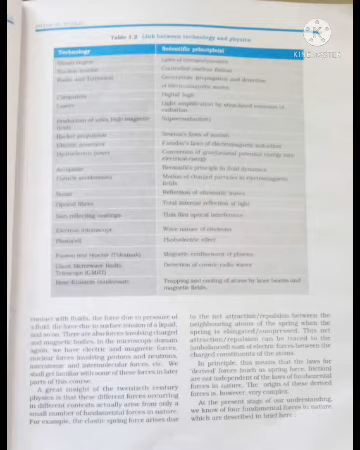 KINEMASTER
Table 1.2 Link between technology and physics
Technology
Scientific principle(s)
Steam engine
Laws of thermodynamics
Nuclear reactor
Controlled nuclear fission
Radio and Television
Generation, propagation and detection
of electromagnetic waves
Computers
Digital logic
Lasers
Light amplification by stimulated emission of
radiation
Production of ultra high magnetic
fields
Superconductivity
Rocket propulsion
Newton's laws of motion
Electric generator
Faraday's laws of electromagnetic induction
Hydroelectric power
Conversion of gravitational potential energy into
electrical energy
Aeroplane
Bernoulli's principle in fluid dynamics
Particle accelerators
Motion of charged particles in electromagnetic
fields
Sonar
Reflection of ultrasonic waves
Optical fibres
Total internal reflection of light
Non-reflecting coatings
Thin film optical interference
Electron microscope
Wave nature of electrons
Photocell
Photoelectric effect
Fusion test reactor (Tokamak)
Magnetic confinement of plasma
Giant Metrewave Radio
Telescope (GMRT)
Detection of cosmic radio waves
Bose-Einstein condensate
Trapping and cooling of atoms by laser beams and
magnetic fields.
contact with fluids, the force due to pressure of
a fluid, the force due to surface tension of a liquid,
and so on. There are also forces involving charged
and magnetic bodies. In the microscopic domain
again, we have electric and magnetic forces,
nuclear forces involving protons and neutrons,
interatomic and intermolecular forces, etc. We
shall get familiar with some of these forces in later
parts of this course.
A great insight of the twentieth century
physics is that these different forces occurring
in different contexts actually arise from only a
small number of fundamental forces in nature.
For example, the elastic spring force arises due
to the net attraction/repulsion between the
neighbouring atoms of the spring when the
spring is elongated/compressed. This net
attraction/repulsion can be traced to the
(unbalanced) sum of electric forces between the
charged constituents of the atoms.
In principle, this means that the laws for
'derived' forces (such as spring force, friction)
are not independent of the laws of fundamental
forces in nature. The origin of these derived
forces is, however, very complex.
At the present stage of our understanding,
we know of four fundamental forces in nature,
which are described in brief here :